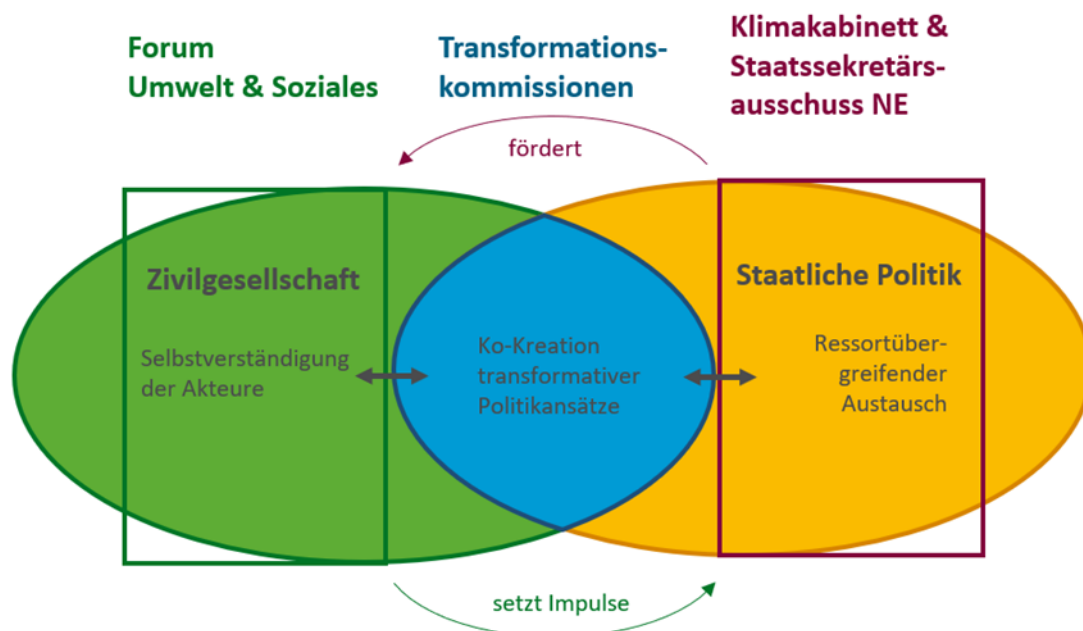 Forum
Umwelt & Soziales
Transformations-
kommissionen
Klimakabinett &
Staatssekretärs-
ausschuss NE
fördert
Zivilgesellschaft
Selbstverständigung
der Akteure
Ko-Kreation
transformativer
Politikansätze
Staatliche Politik
Ressortüber-
greifender
Austausch
setzt Impulse